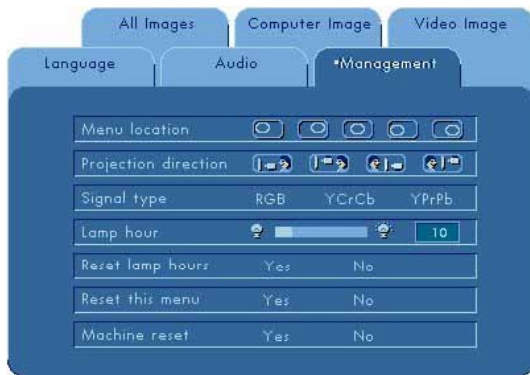 All Images Computer Image Video Image
Language Audio *Management
Menu location
Projection direction
Signal type RGB YCrCb YPrPb
Lamp hour 10
Reset lamp hours Yes No
Reset this menu Yes No
Machine reset Yes No